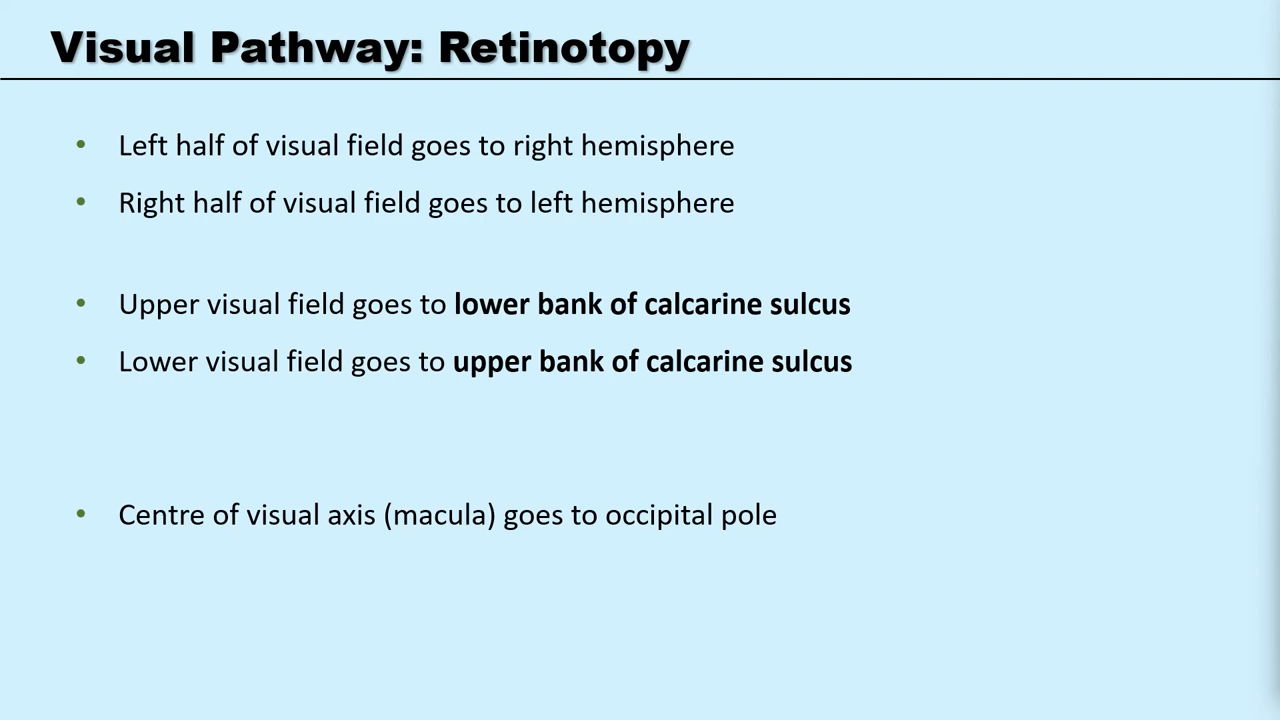 Visual Pathway: Retinotopy
• Left half of visual field goes to right hemisphere
• Right half of visual field goes to left hemisphere
• Upper visual field goes to lower bank of calcarine sulcus
• Lower visual field goes to upper bank of calcarine sulcus
• Centre of visual axis (macula) goes to occipital pole